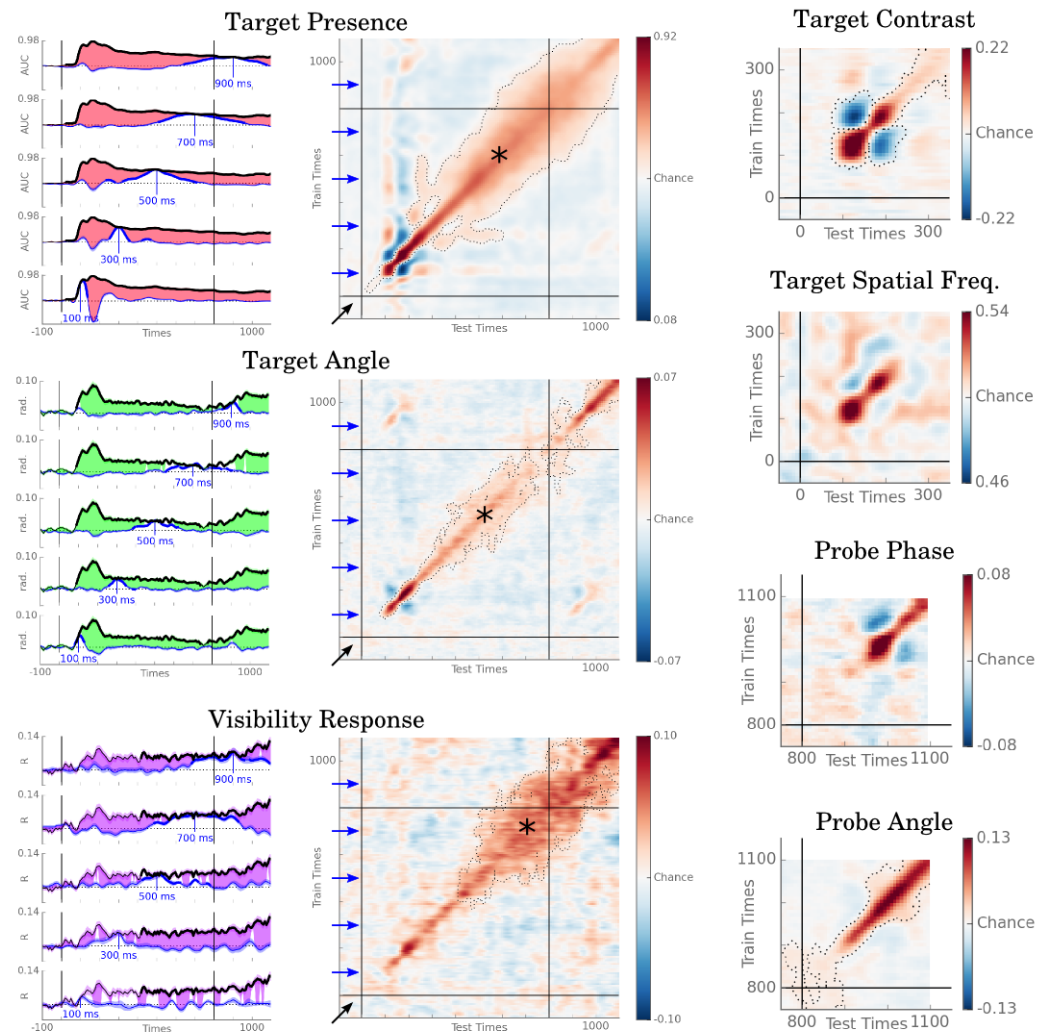 Target Presence
0.98
AUC
900 ms
0.98
AUC
700 ms
0.98
AUC
500 ms
0.98
AUC
300 ms
0.98
AUC
100 ms
-100
Times
1000
1000
Train Times
*
Test Times
1000
0.92
Chance
0.08
Target Angle
0.10
rad.
900 ms
0.10
rad.
700 ms
0.10
rad.
500 ms
0.10
rad.
300 ms
0.10
rad.
100 ms
-100
Times
1000
1000
Train Times
*
Test Times
1000
0.07
Chance
-0.07
Visibility Response
0.14
R
900 ms
0.14
R
700 ms
0.14
R
500 ms
0.14
R
300 ms
0.14
R
100 ms
-100
Times
1000
1000
Train Times
*
Test Times
1000
0.10
Chance
-0.10
Target Contrast
300
Train Times
0
0
Test Times
300
0.22
Chance
-0.22
Target Spatial Freq.
300
Train Times
0
0
Test Times
300
0.54
Chance
0.46
Probe Phase
1100
Train Times
800
800
Test Times
1100
0.08
Chance
-0.08
Probe Angle
1100
Train Times
800
800
Test Times
1100
0.13
Chance
-0.13